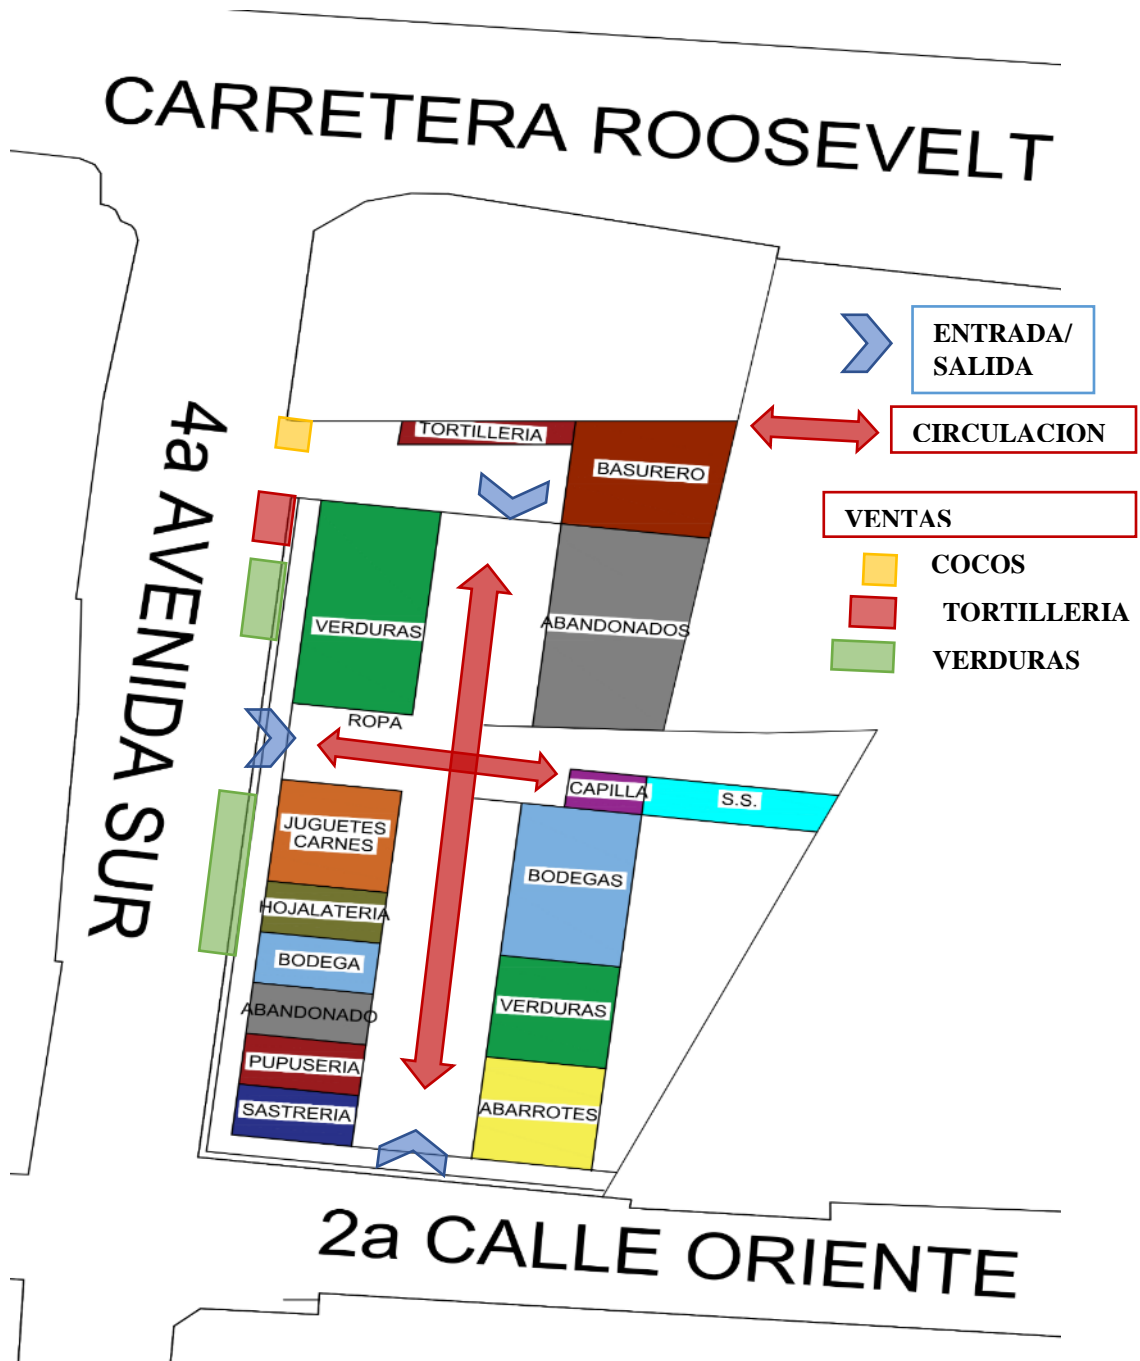 CARRETERA ROOSEVELT
4a AVENIDA SUR
ENTRADA/
SALIDA
CIRCULACION
VENTAS
COCOS
TORTILLERIA
VERDURAS
TORTILLERIA
BASURERO
VERDURAS
ABANDONADOS
ROPA
CAPILLA
S.S.
JUGUETES
CARNES
BODEGAS
HOJALATERIA
BODEGA
VERDURAS
ABANDONADO
PUPUSERIA
SASTRERIA
ABARROTES
2a CALLE ORIENTE